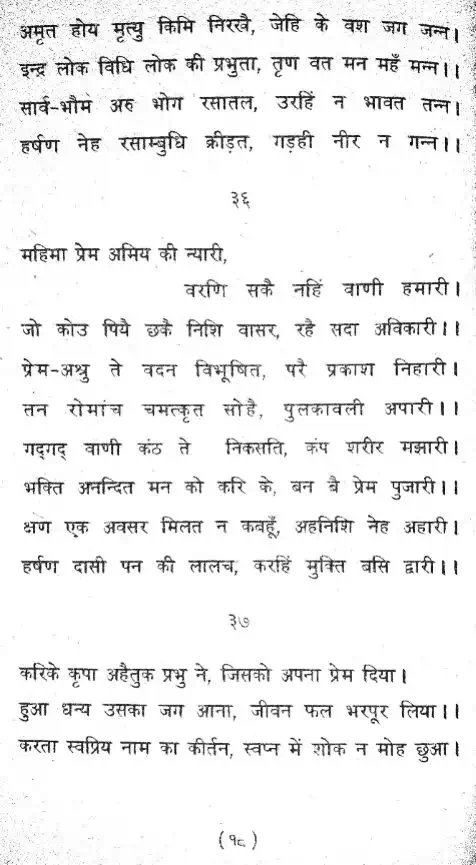 अमृत होय मृत्यु किमि निरखै, जेहि के वश जग जन्न।
इन्द्र लोक विधि लोक की प्रभुता, तृण वत मन महँ मन्न।।
सार्व-भौम अरु भोग रसातल, उरहिं न भावत तन्न।
हर्षण नेह रसाम्बुधि क्रीड़त, गड़ही नीर न गन्न।।
३६
महिमा प्रेम अमिय की न्यारी,
वरणि सकै नहिं वाणी हमारी।
जो कोउ पियै छकै निशि वासर, रहै सदा अविकारी।।
प्रेम-अश्रु ते वदन विभूषित, परै प्रकाश निहारी।
तन रोमांच चमत्कृत सोहै, पुलकावली अपारी।।
गद्गद् वाणी कंठ ते निकसति, कंप शरीर मझारी।
भक्ति अनन्दित मन को करि के, बन बै प्रेम पुजारी।।
क्षण एक अवसर मिलत न कबहूँ, अहनिशि नेह अहारी।
हर्षण दासी पन की लालच, करहिं मुक्ति बसि द्वारी।।
३७
करिके कृपा अहैतुक प्रभु ने, जिसको अपना प्रेम दिया।
हुआ धन्य उसका जग आना, जीवन फल भरपूर लिया।।
करता स्वप्रिय नाम का कीर्तन, स्वप्न में शोक न मोह छुआ।
(१८)